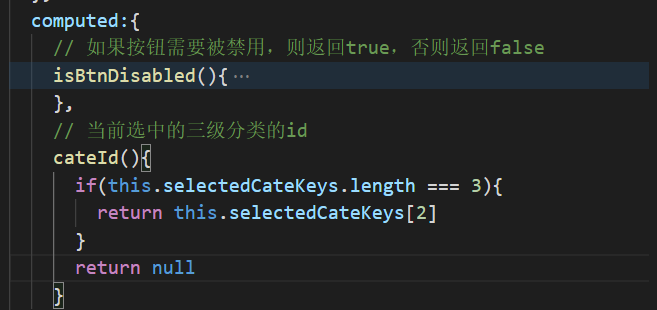 computed:{
// 如果按钮需要被禁用，则返回true，否则返回false
isBtnDisabled(){ ···
},
// 当前选中的三级分类的id
cateId(){
if(this.selectedCateKeys.length === 3){
return this.selectedCateKeys[2]
}
return null
}